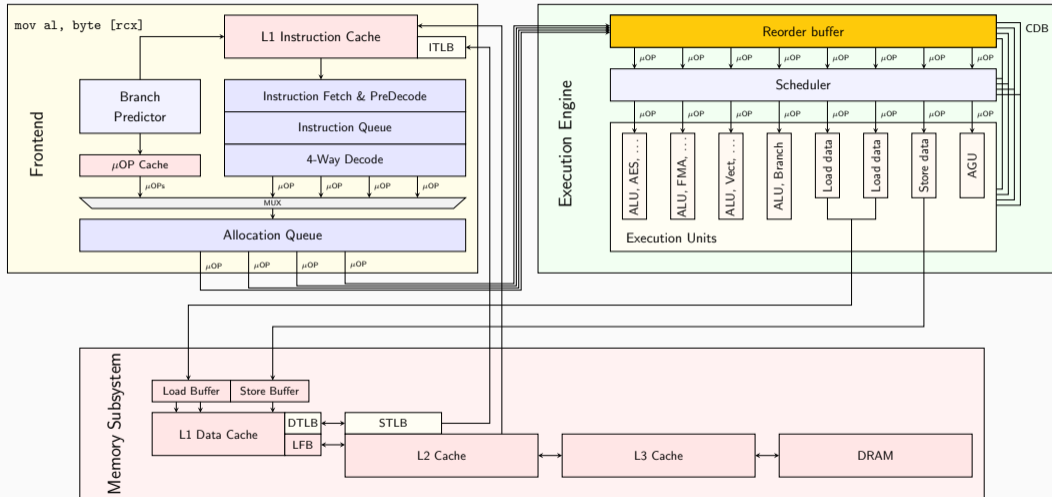 mov al, byte [rcx]
Frontend
L1 Instruction Cache
ITLB
Branch
Predictor
Instruction Fetch & PreDecode
Instruction Queue
4-Way Decode
μOP Cache
μOPs
μOP
μOP
μOP
μOP
MUX
Allocation Queue
μOP
μOP
μOP
μOP
Execution Engine
Reorder buffer
CDB
μOP
μOP
μOP
μOP
μOP
μOP
μOP
μOP
Scheduler
μOP
μOP
μOP
μOP
μOP
μOP
μOP
μOP
ALU, AES, ...
ALU, FMA, ...
ALU, Vect, ...
ALU, Branch
Load data
Load data
Store data
AGU
Execution Units
Memory Subsystem
Load Buffer
Store Buffer
L1 Data Cache
DTLB
LFB
STLB
L2 Cache
L3 Cache
DRAM